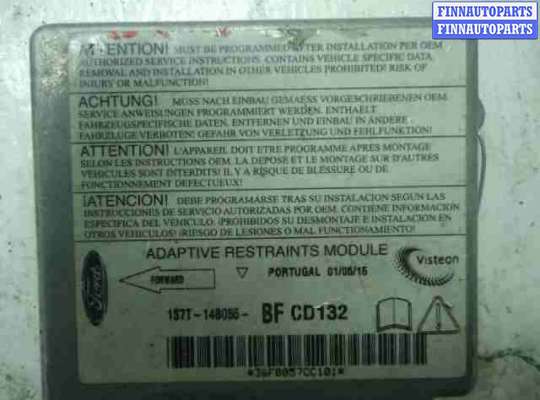 FINNAUTOPARTS
FINNAUTOPARTS
ATTENTION! MUST BE PROGRAMMED AFTER INSTALLATION PER OEM
AUTHORIZED SERVICE INSTRUCTIONS. CONTAINS VEHICLE SPECIFIC DATA,
REMOVAL AND INSTALLATION IN OTHER VEHICLES PROHIBITED! RISK OF
INJURY OR MALFUNCTION!
ACHTUNG! MUSS NACH EINBAU GEMAESS VORGESCHRIEBENEN OEM.
SERVICE ANWEISUNGEN PROGRAMMIERT WERDEN. ENTHAELT
FAHRZEUGSPEZIFISCHE DATEN, ENTFERNEN UND EINBAU IN ANDERE
FAHRZEUGE VERBOTEN! GEFAHR VON VERLETZUNG UND FEHLFUNKTION!
ATTENTION! L'APPAREIL DOIT ETRE PROGRAMME APRES MONTAGE
SELON LES INSTRUCTIONS OEM. LA DEPOSE ET LE MONTAGE SUR D'AUTRES
VEHICULES SONT INTERDITS! IL Y A RISQUE DE BLESSURE OU DE
FONCTIONNEMENT DEFECTUEUX!
¡ATENCION! DEBE PROGRAMARSE TRAS SU INSTALACION SEGUN LAS
INSTRUCCIONES DE SERVICIO AUTORIZADAS POR OEM. CONTIENE INFORMACION
ESPECIFICA DEL VEHICULO. ¡PROHIBIDOS SU DESMONTAJE E INSTALACION EN
OTROS VEHICULOS! ¡RIESGO DE LESIONES O MAL FUNCIONAMIENTO!
ADAPTIVE RESTRAINTS MODULE
Ford
FORWARD
PORTUGAL 01/06/15
Visteon
1S7T-14B056- BF CD132
*36F0057CC101*